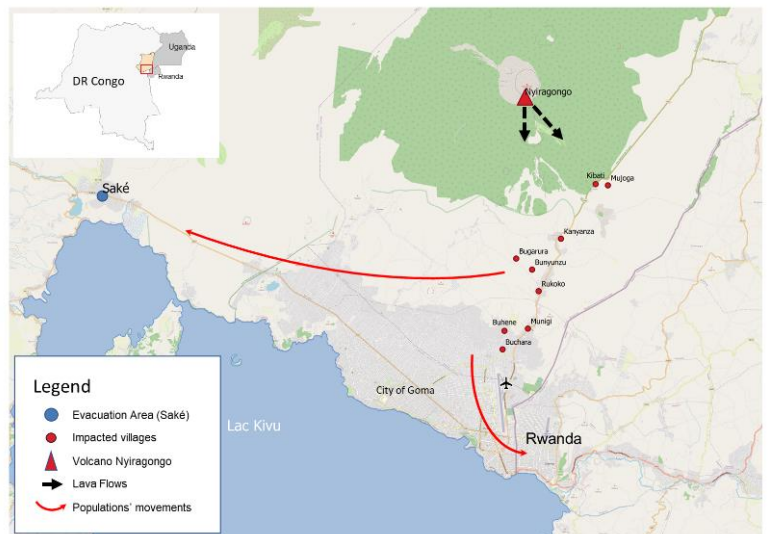 Uganda
DR Congo
Rwanda
Nyiragongo
Kibati
Mujoga
Saké
Kanyanza
Bugarura
Bunyunzu
Rukoko
Buhene
Munigi
Buchara
City of Goma
Lac Kivu
Rwanda
Legend
Evacuation Area (Saké)
Impacted villages
Volcano Nyiragongo
Lava Flows
Populations' movements